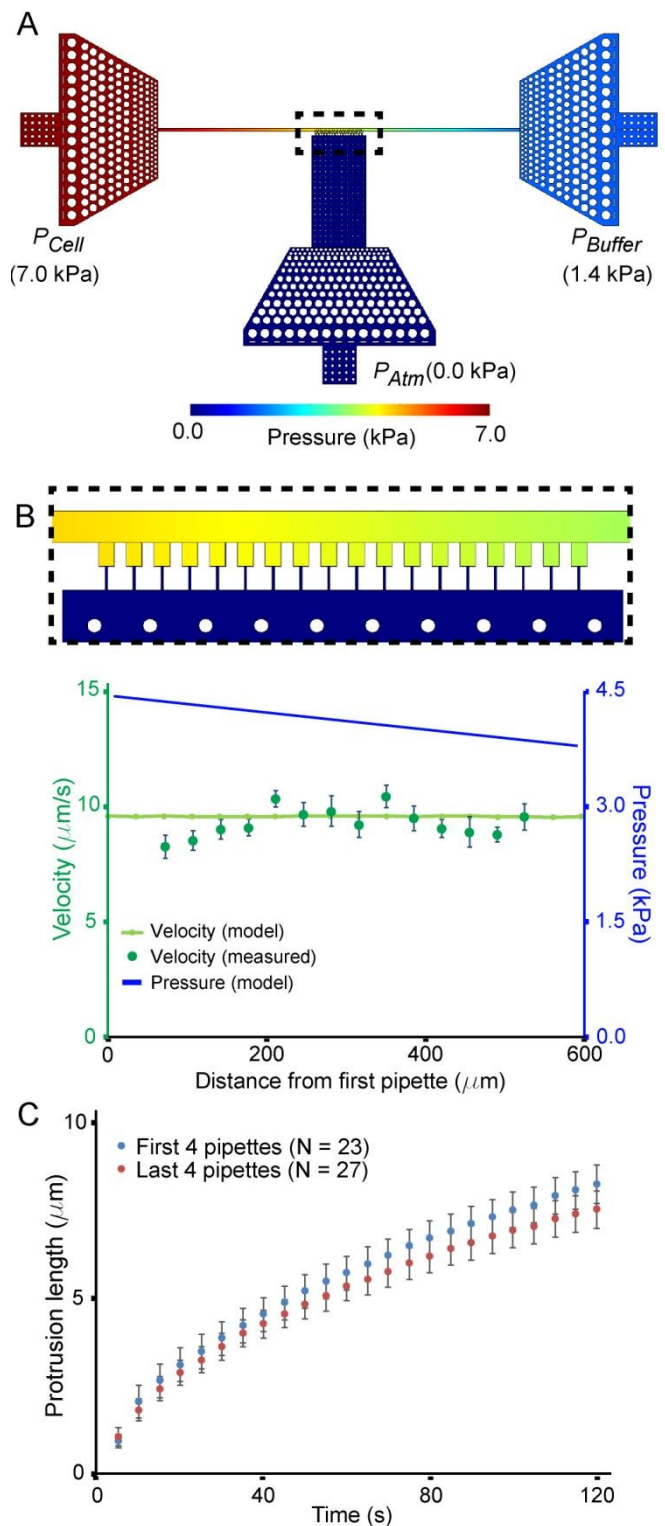 A
P_Cell
(7.0 kPa)
P_Buffer
(1.4 kPa)
P_Atm (0.0 kPa)
0.0
Pressure (kPa)
7.0
B
15
10
5
0
Velocity (μm/s)
4.5
3.0
1.5
0.0
Pressure (kPa)
Velocity (model)
Velocity (measured)
Pressure (model)
0
200
400
600
Distance from first pipette (μm)
C
10
5
0
Protrusion length (μm)
First 4 pipettes (N = 23)
Last 4 pipettes (N = 27)
0
40
80
120
Time (s)